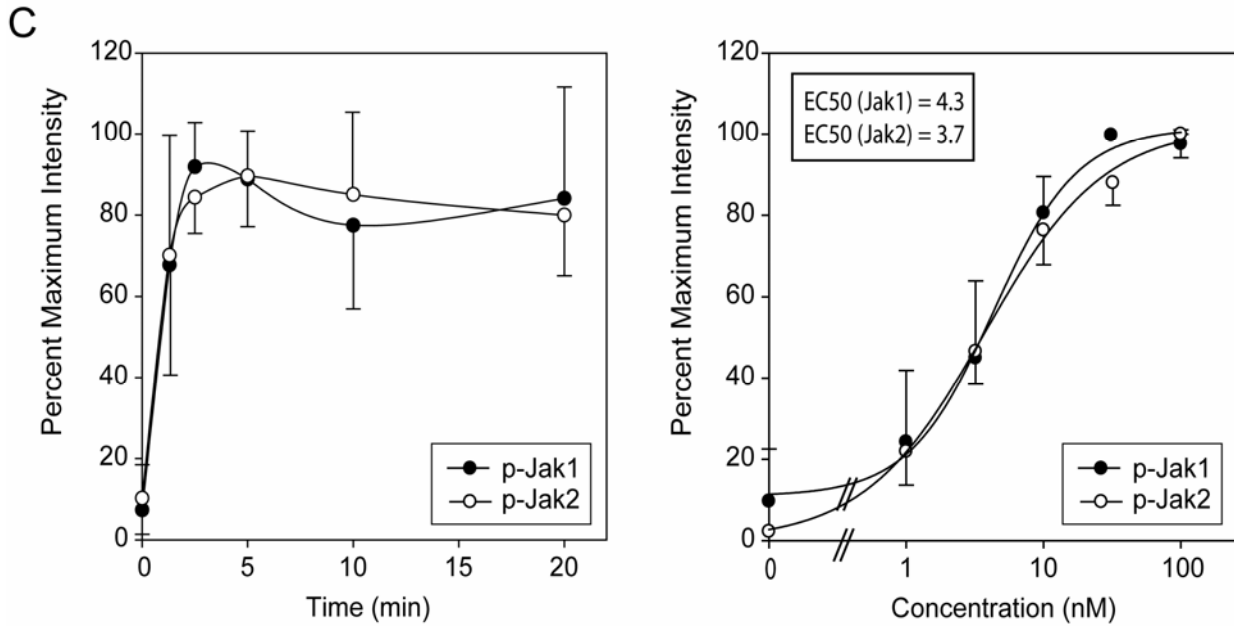 C
Percent Maximum Intensity
120
100
80
60
40
20
0
0
5
10
15
20
Time (min)
p-Jak1
p-Jak2
Percent Maximum Intensity
120
100
80
60
40
20
0
0
1
10
100
Concentration (nM)
EC50 (Jak1) = 4.3
EC50 (Jak2) = 3.7
p-Jak1
p-Jak2